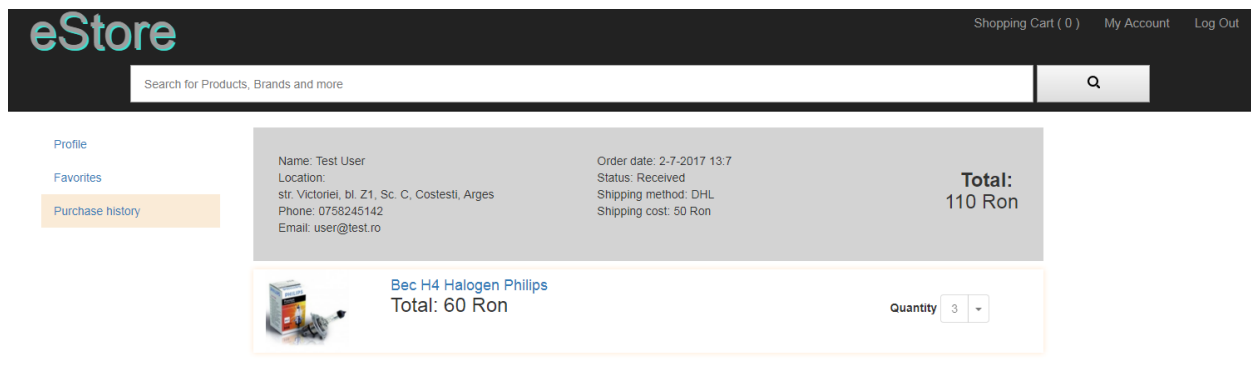 eStore
Shopping Cart ( 0 )
My Account
Log Out
Search for Products, Brands and more
Profile
Favorites
Purchase history
Name: Test User
Location:
str. Victoriei, bl. Z1, Sc. C, Costesti, Arges
Phone: 0758245142
Email: user@test.ro
Order date: 2-7-2017 13:7
Status: Received
Shipping method: DHL
Shipping cost: 50 Ron
Total:
110 Ron
PHILIPS
Bec H4 Halogen Philips
Total: 60 Ron
Quantity 3